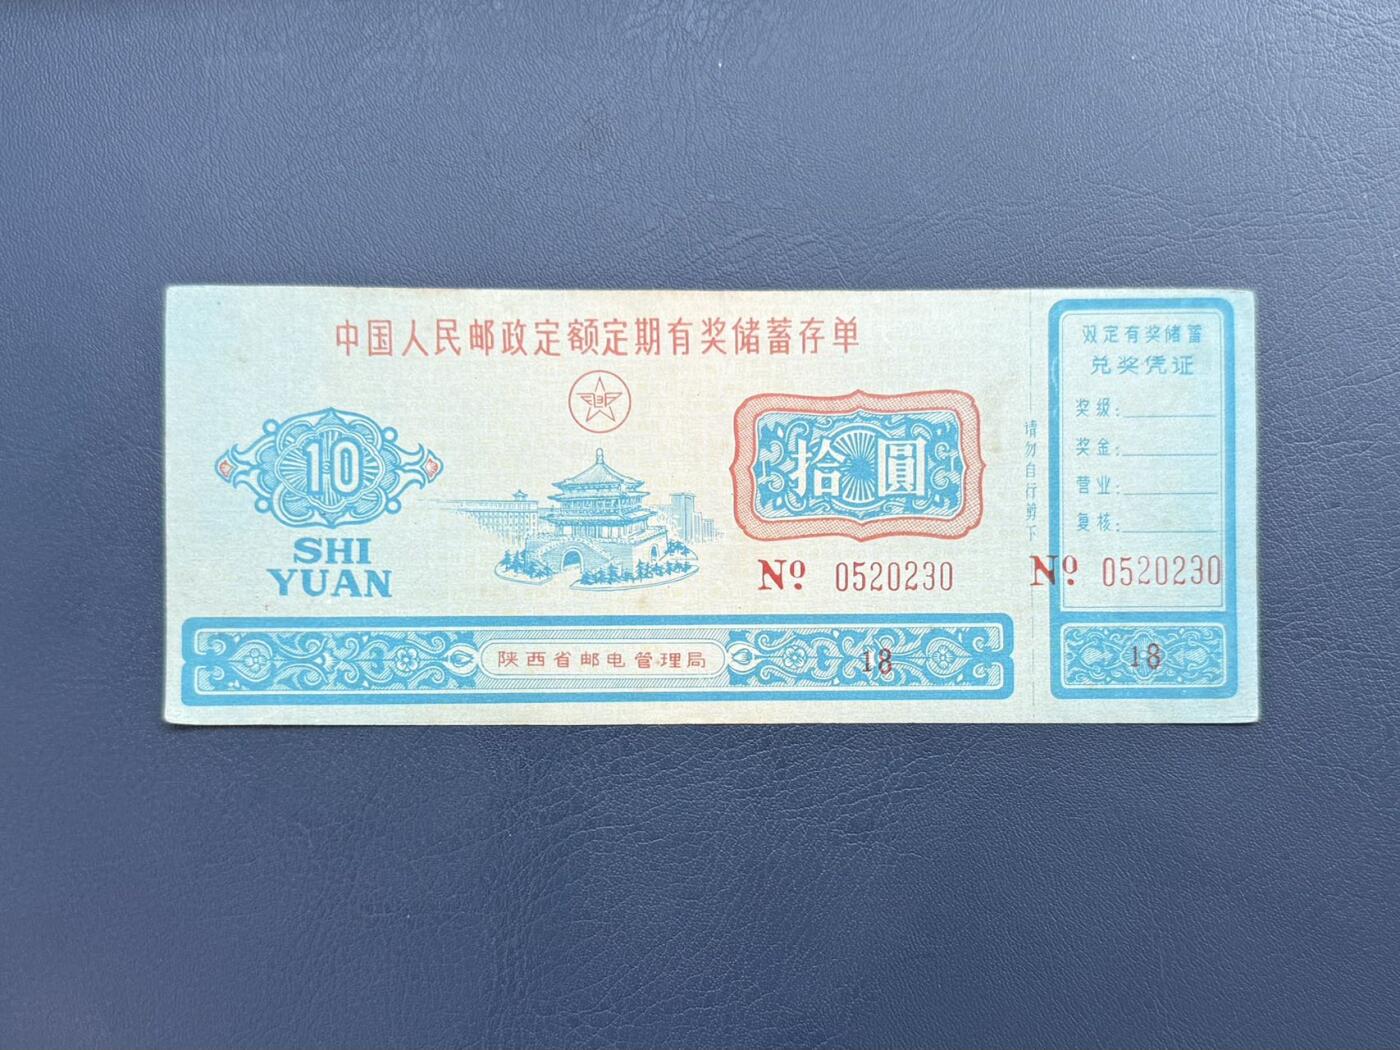 中国人民邮政定额定期有奖储蓄存单
10
SHI
YUAN
拾圓
Nº 0520230
陕西省邮电管理局
18
请勿自行剪下
双定有奖储蓄
兑奖凭证
奖级:
奖金:
营业:
复核:
Nº 0520230
18